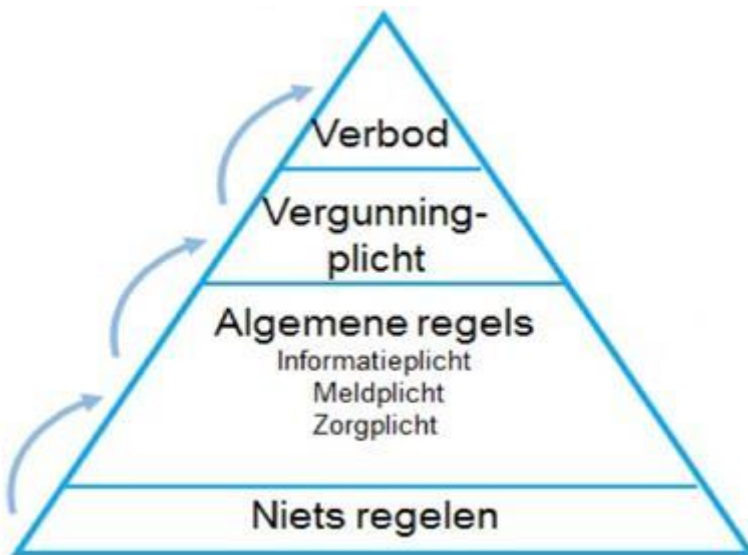 Verbod
Vergunning-
plicht
Algemene regels
Informatieplicht
Meldplicht
Zorgplicht
Niets regelen